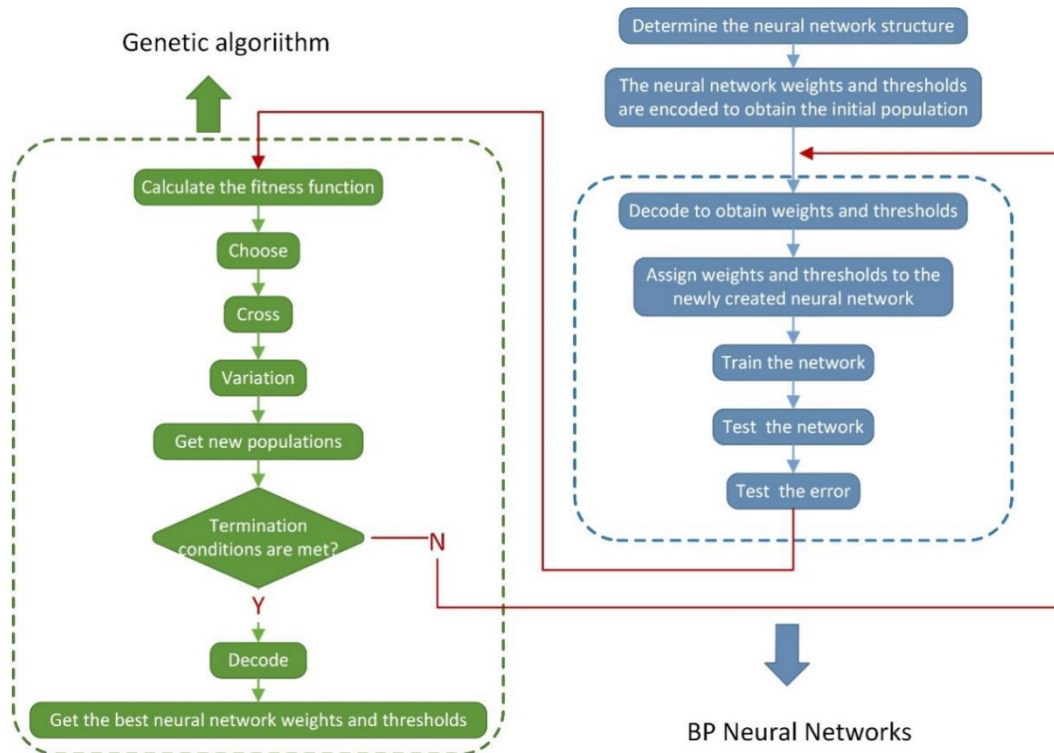 Genetic algoriithm
Calculate the fitness function
Choose
Cross
Variation
Get new populations
Termination
conditions are met?
N
Y
Decode
Get the best neural network weights and thresholds
Determine the neural network structure
The neural network weights and thresholds
are encoded to obtain the initial population
Decode to obtain weights and thresholds
Assign weights and thresholds to the
newly created neural network
Train the network
Test the network
Test the error
BP Neural Networks